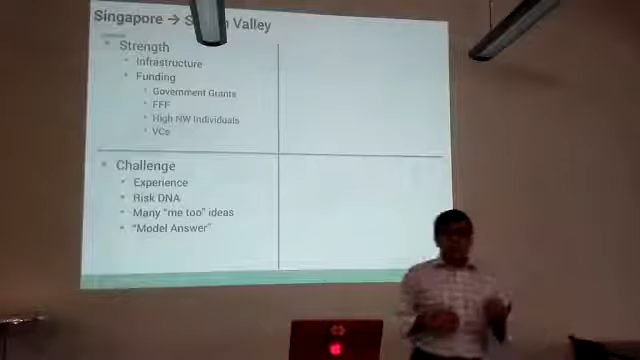 Singapore → S Valley
Strength
Infrastructure
Funding
Government Grants
FFF
High NW Individuals
VCs
Challenge
Experience
Risk DNA
Many “me too” ideas
“Model Answer”